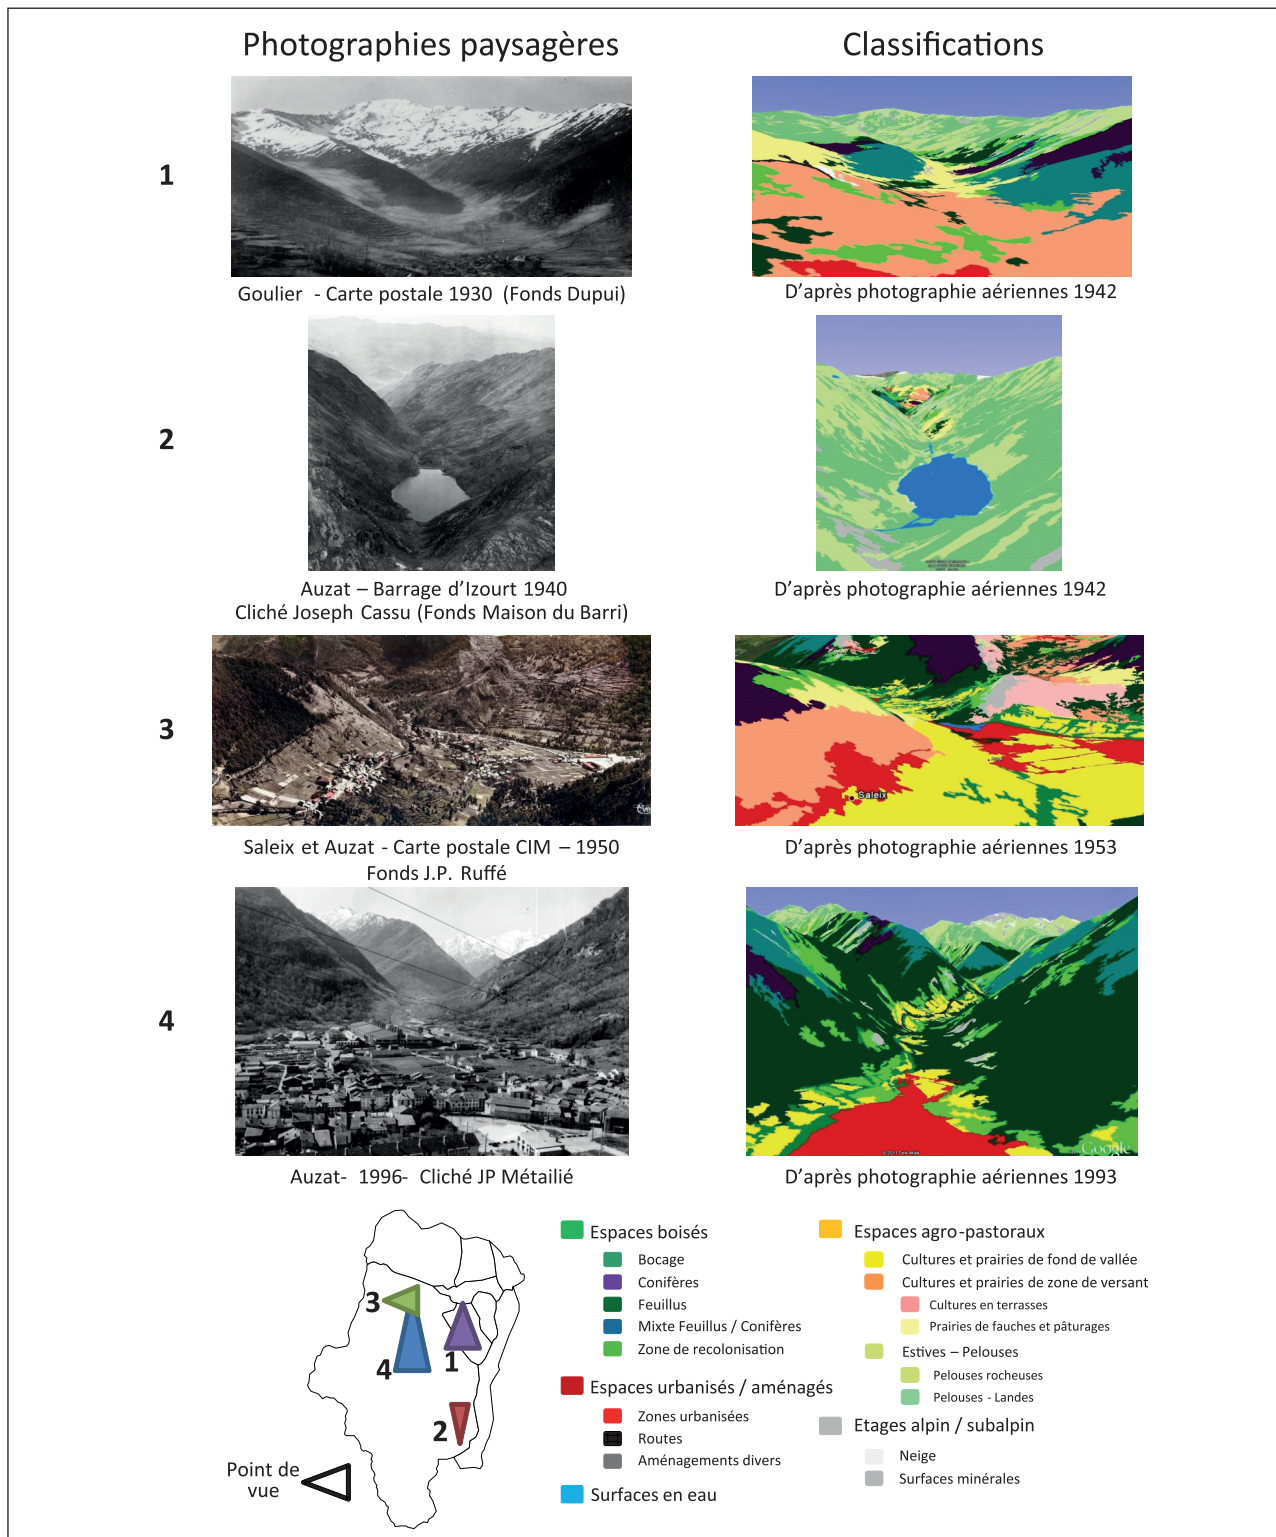 Photographies paysagères
Classifications
1
Goulier - Carte postale 1930 (Fonds Dupui)
D'après photographie aériennes 1942
2
Auzat – Barrage d'Izourt 1940
Cliché Joseph Cassu (Fonds Maison du Barri)
D'après photographie aériennes 1942
3
Saleix
Saleix et Auzat - Carte postale CIM – 1950
Fonds J.P. Ruffé
D'après photographie aériennes 1953
4
Google
Auzat- 1996- Cliché JP Métailié
D'après photographie aériennes 1993
3
4
1
2
Point de
vue
Espaces boisés
Bocage
Conifères
Feuillus
Mixte Feuillus / Conifères
Zone de recolonisation
Espaces urbanisés / aménagés
Zones urbanisées
Routes
Aménagements divers
Surfaces en eau
Espaces agro-pastoraux
Cultures et prairies de fond de vallée
Cultures et prairies de zone de versant
Cultures en terrasses
Prairies de fauches et pâturages
Estives – Pelouses
Pelouses rocheuses
Pelouses - Landes
Etages alpin / subalpin
Neige
Surfaces minérales